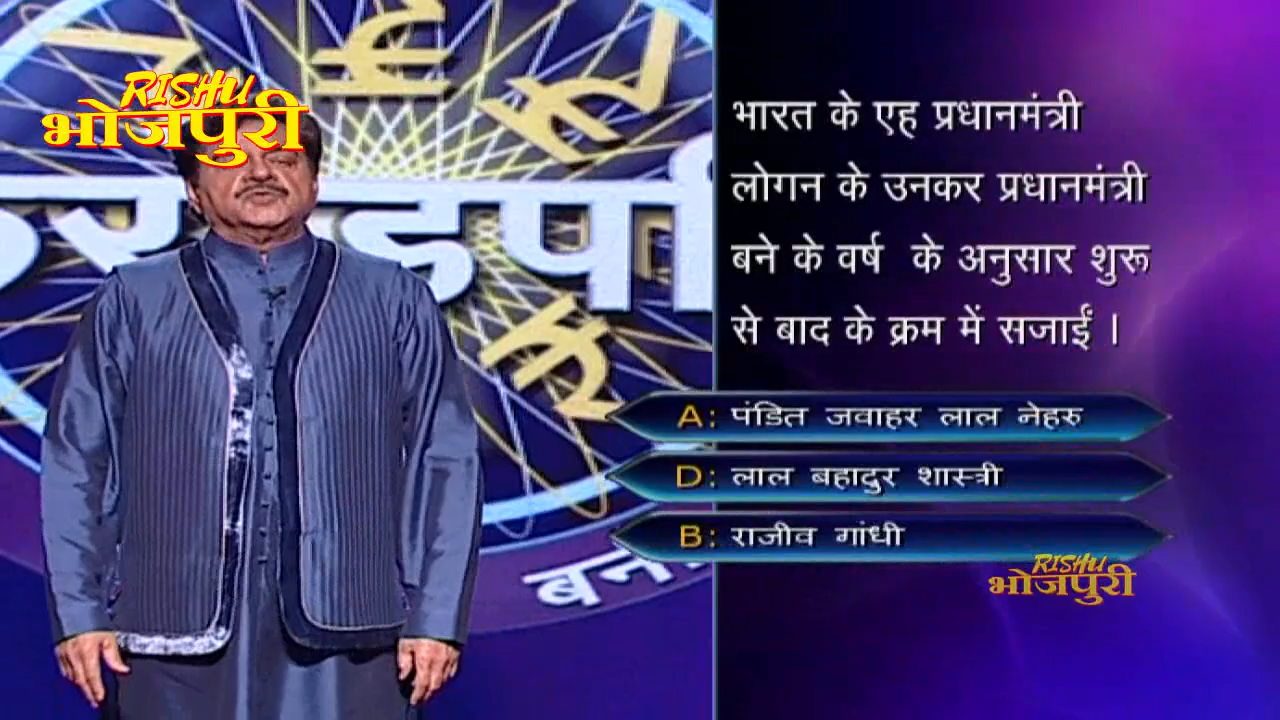 RISHU
भोजपुरी
भारत के एह प्रधानमंत्री
लोगन के उनकर प्रधानमंत्री
बने के वर्ष के अनुसार शुरू
से बाद के क्रम में सजाईं ।
A: पंडित जवाहर लाल नेहरु
D: लाल बहादुर शास्त्री
B: राजीव गांधी
RISHU
भोजपुरी